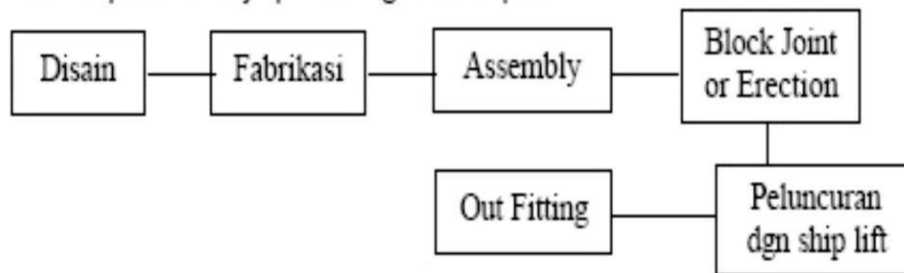 Disain
Fabrikasi
Assembly
Block Joint
or Erection
Out Fitting
Peluncuran
dgn ship lift